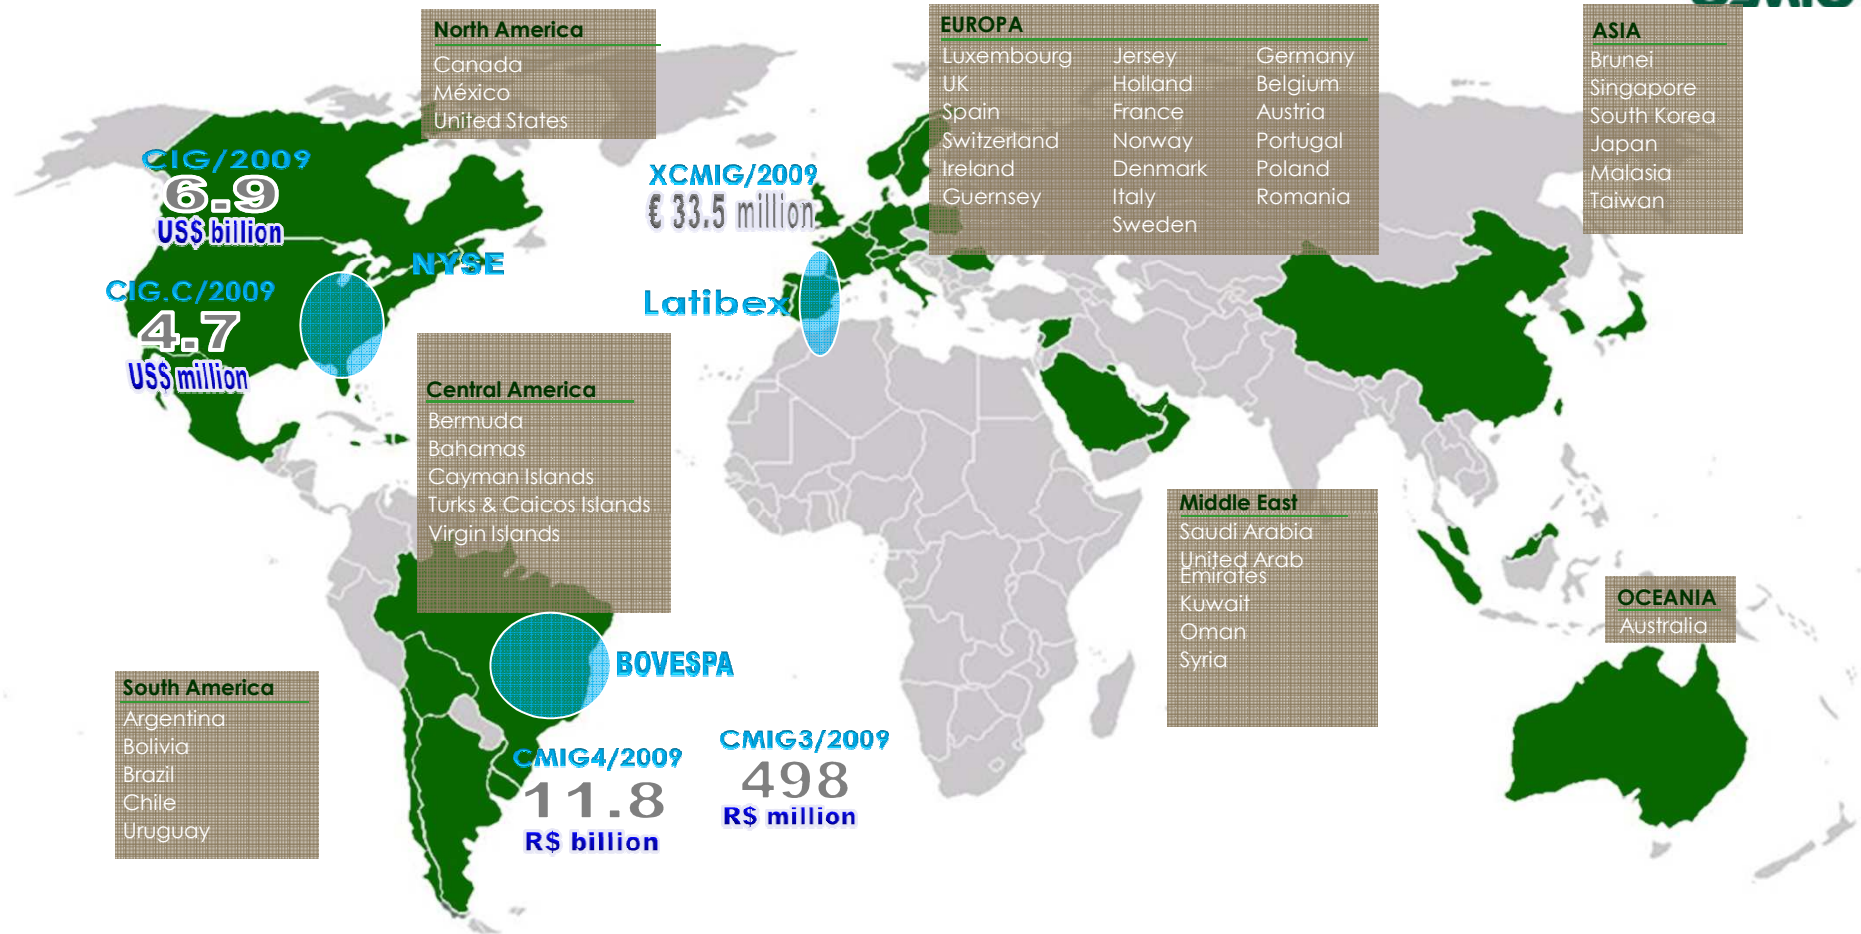 North America
Canada
México
United States
EUROPA
Luxembourg Jersey Germany
UK Holland Belgium
Spain France Austria
Switzerland Norway Portugal
Ireland Denmark Poland
Guernsey Italy Romania
Sweden
ASIA
Brunei
Singapore
South Korea
Japan
Malasia
Taiwan
CIG/2009
6.9
US$ billion
NYSE
CIG.C/2009
4.7
US$ million
XCMIG/2009
€ 33.5 million
Latibex
Central America
Bermuda
Bahamas
Cayman Islands
Turks & Caicos Islands
Virgin Islands
Middle East
Saudi Arabia
United Arab
Emirates
Kuwait
Oman
Syria
OCEANIA
Australia
BOVESPA
South America
Argentina
Bolivia
Brazil
Chile
Uruguay
CMIG4/2009
11.8
R$ billion
CMIG3/2009
498
R$ million